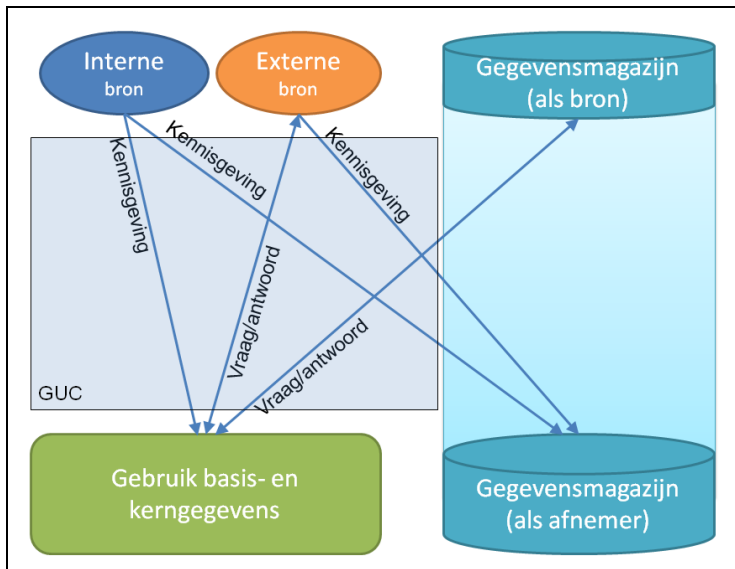 Interne
bron
Externe
bron
Gegevensmagazijn
(als bron)
Kennisgeving
Kennisgeving
Kennisgeving
Vraag/antwoord
Vraag/antwoord
GUC
Gebruik basis- en
kerngegevens
Gegevensmagazijn
(als afnemer)